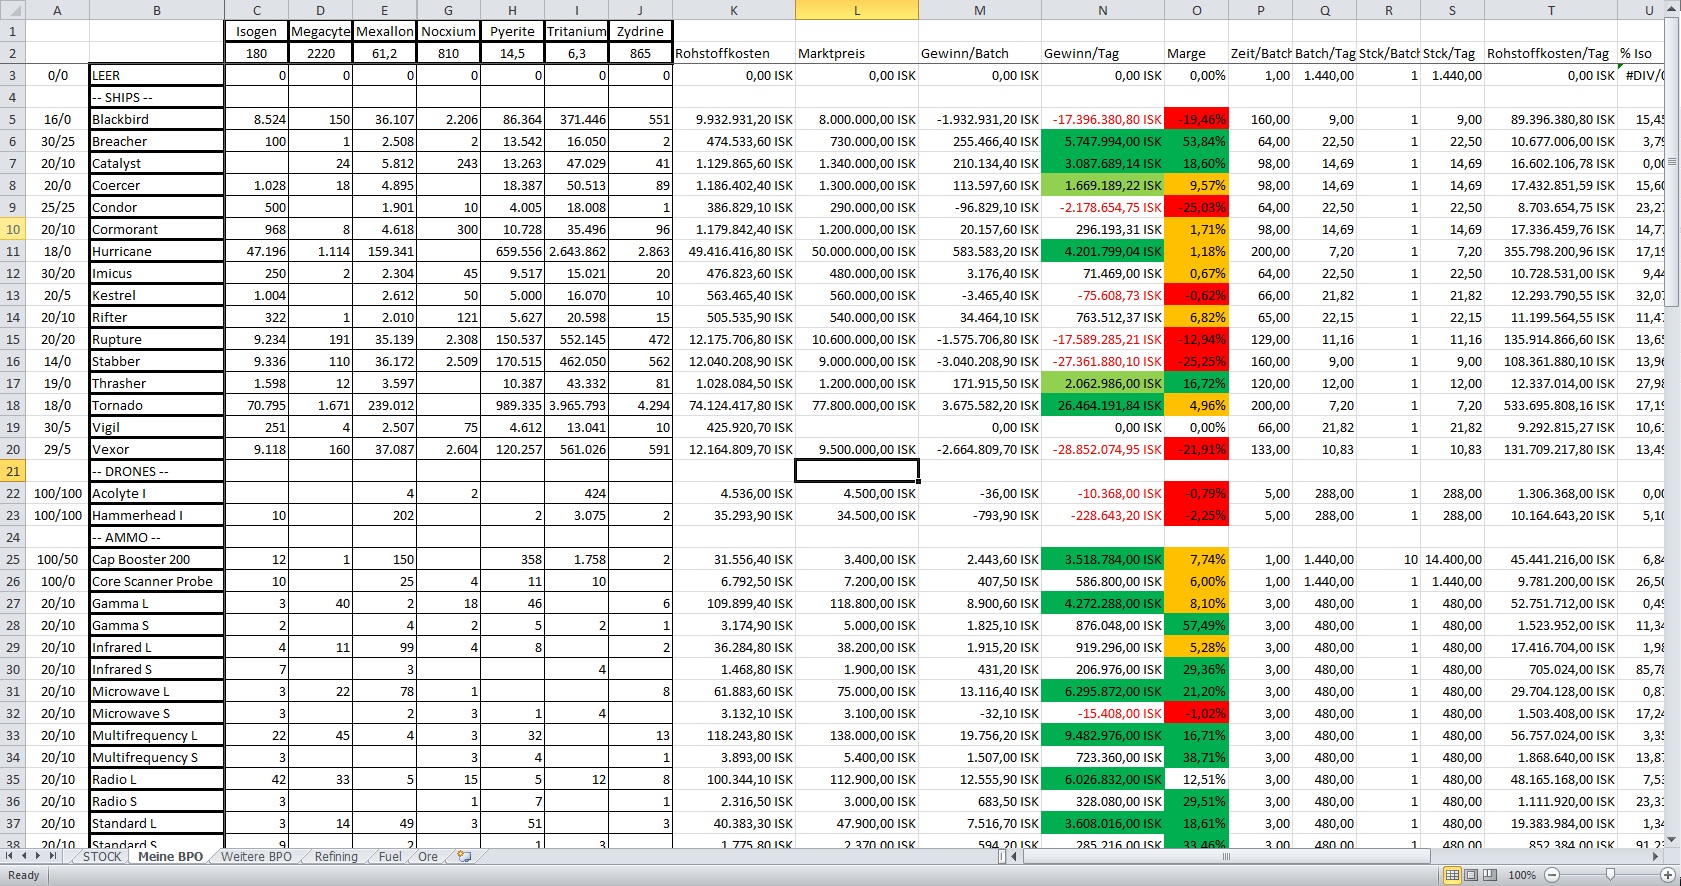 A B C D E F G H I J K L M N O P Q R S T U
1 Isogen Megacyte Mexallon Nocxium Pyerite Tritanium Zydrine
2 180 2220 61,2 810 14,5 6,3 865 Rohstoffkosten Marktpreis Gewinn/Batch Gewinn/Tag Marge Zeit/Batch Batch/Tag Stck/Batch Stck/Tag Rohstoffkosten/Tag % Iso
3 0/0 LEER 0 0 0 0 0 0 0 0,00 ISK 0,00 ISK 0,00 ISK 0,00 ISK 0,00% 1,00 1.440,00 1 1.440,00 0,00 ISK #DIV/0
4 -- SHIPS --
5 16/0 Blackbird 8.524 150 36.107 2.206 86.364 371.446 551 9.932.931,20 ISK 8.000.000,00 ISK -1.932.931,20 ISK -17.396.380,80 ISK -19,46% 160,00 9,00 1 9,00 89.396.380,80 ISK 15,45
6 30/25 Breacher 100 1 2.508 2 13.542 16.050 2 474.533,60 ISK 730.000,00 ISK 255.466,40 ISK 5.747.994,00 ISK 53,84% 64,00 22,50 1 22,50 10.677.006,00 ISK 3,79
7 20/10 Catalyst 24 5.812 243 13.263 47.029 41 1.129.865,60 ISK 1.340.000,00 ISK 210.134,40 ISK 3.087.689,14 ISK 18,60% 98,00 14,69 1 14,69 16.602.106,78 ISK 0,00
8 20/0 Coercer 1.028 18 4.895 18.387 50.513 89 1.186.402,40 ISK 1.300.000,00 ISK 113.597,60 ISK 1.669.189,22 ISK 9,57% 98,00 14,69 1 14,69 17.432.851,59 ISK 15,60
9 25/25 Condor 500 1.901 10 4.005 18.008 1 386.829,10 ISK 290.000,00 ISK -96.829,10 ISK -2.178.654,75 ISK -25,03% 64,00 22,50 1 22,50 8.703.654,75 ISK 23,27
10 20/10 Cormorant 968 8 4.618 300 10.728 35.496 96 1.179.842,40 ISK 1.200.000,00 ISK 20.157,60 ISK 296.193,31 ISK 1,71% 98,00 14,69 1 14,69 17.336.459,76 ISK 14,77
11 18/0 Hurricane 47.196 1.114 159.341 659.556 2.643.862 2.863 49.416.416,80 ISK 50.000.000,00 ISK 583.583,20 ISK 4.201.799,04 ISK 1,18% 200,00 7,20 1 7,20 355.798.200,96 ISK 17,19
12 30/20 Imicus 250 2 2.304 45 9.517 15.021 20 476.823,60 ISK 480.000,00 ISK 3.176,40 ISK 71.469,00 ISK 0,67% 64,00 22,50 1 22,50 10.728.531,00 ISK 9,44
13 20/5 Kestrel 1.004 2.612 50 5.000 16.070 10 563.465,40 ISK 560.000,00 ISK -3.465,40 ISK -75.608,73 ISK -0,62% 66,00 21,82 1 21,82 12.293.790,55 ISK 32,07
14 20/10 Rifter 322 1 2.010 121 5.627 20.598 15 505.535,90 ISK 540.000,00 ISK 34.464,10 ISK 763.512,37 ISK 6,82% 65,00 22,15 1 22,15 11.199.564,55 ISK 11,47
15 20/20 Rupture 9.234 191 35.139 2.308 150.537 552.145 472 12.175.706,80 ISK 10.600.000,00 ISK -1.575.706,80 ISK -17.589.285,21 ISK -12,94% 129,00 11,16 1 11,16 135.914.866,60 ISK 13,65
16 14/0 Stabber 9.336 110 36.172 2.509 170.515 462.050 562 12.040.208,90 ISK 9.000.000,00 ISK -3.040.208,90 ISK -27.361.880,10 ISK -25,25% 160,00 9,00 1 9,00 108.361.880,10 ISK 13,96
17 19/0 Thrasher 1.598 12 3.597 10.387 43.332 81 1.028.084,50 ISK 1.200.000,00 ISK 171.915,50 ISK 2.062.986,00 ISK 16,72% 120,00 12,00 1 12,00 12.337.014,00 ISK 27,98
18 18/0 Tornado 70.795 1.671 239.012 989.335 3.965.793 4.294 74.124.417,80 ISK 77.800.000,00 ISK 3.675.582,20 ISK 26.464.191,84 ISK 4,96% 200,00 7,20 1 7,20 533.695.808,16 ISK 17,19
19 30/5 Vigil 251 4 2.507 75 4.612 13.041 10 425.920,70 ISK 0,00 ISK 0,00 ISK 0,00% 66,00 21,82 1 21,82 9.292.815,27 ISK 10,61
20 29/5 Vexor 9.118 160 37.087 2.604 120.257 561.026 591 12.164.809,70 ISK 9.500.000,00 ISK -2.664.809,70 ISK -28.852.074,95 ISK -21,91% 133,00 10,83 1 10,83 131.709.217,80 ISK 13,49
21 -- DRONES --
22 100/100 Acolyte I 4 2 424 4.536,00 ISK 4.500,00 ISK -36,00 ISK -10.368,00 ISK -0,79% 5,00 288,00 1 288,00 1.306.368,00 ISK 0,00
23 100/100 Hammerhead I 10 202 2 3.075 2 35.293,90 ISK 34.500,00 ISK -793,90 ISK -228.643,20 ISK -2,25% 5,00 288,00 1 288,00 10.164.643,20 ISK 5,10
24 -- AMMO --
25 100/50 Cap Booster 200 12 1 150 358 1.758 2 31.556,40 ISK 3.400,00 ISK 2.443,60 ISK 3.518.784,00 ISK 7,74% 1,00 1.440,00 10 14.400,00 45.441.216,00 ISK 6,84
26 100/0 Core Scanner Probe 10 25 4 11 10 6.792,50 ISK 7.200,00 ISK 407,50 ISK 586.800,00 ISK 6,00% 1,00 1.440,00 1 1.440,00 9.781.200,00 ISK 26,50
27 20/10 Gamma L 3 40 2 18 46 6 109.899,40 ISK 118.800,00 ISK 8.900,60 ISK 4.272.288,00 ISK 8,10% 3,00 480,00 1 480,00 52.751.712,00 ISK 0,49
28 20/10 Gamma S 2 4 2 5 2 1 3.174,90 ISK 5.000,00 ISK 1.825,10 ISK 876.048,00 ISK 57,49% 3,00 480,00 1 480,00 1.523.952,00 ISK 11,34
29 20/10 Infrared L 4 11 99 4 8 2 36.284,80 ISK 38.200,00 ISK 1.915,20 ISK 919.296,00 ISK 5,28% 3,00 480,00 1 480,00 17.416.704,00 ISK 1,98
30 20/10 Infrared S 7 3 4 1.468,80 ISK 1.900,00 ISK 431,20 ISK 206.976,00 ISK 29,36% 3,00 480,00 1 480,00 705.024,00 ISK 85,78
31 20/10 Microwave L 3 22 78 1 8 61.883,60 ISK 75.000,00 ISK 13.116,40 ISK 6.295.872,00 ISK 21,20% 3,00 480,00 1 480,00 29.704.128,00 ISK 0,87
32 20/10 Microwave S 3 2 3 1 4 3.132,10 ISK 3.100,00 ISK -32,10 ISK -15.408,00 ISK -1,02% 3,00 480,00 1 480,00 1.503.408,00 ISK 17,24
33 20/10 Multifrequency L 22 45 4 3 32 13 118.243,80 ISK 138.000,00 ISK 19.756,20 ISK 9.482.976,00 ISK 16,71% 3,00 480,00 1 480,00 56.757.024,00 ISK 3,35
34 20/10 Multifrequency S 3 3 4 1 3.893,00 ISK 5.400,00 ISK 1.507,00 ISK 723.360,00 ISK 38,71% 3,00 480,00 1 480,00 1.868.640,00 ISK 13,87
35 20/10 Radio L 42 33 5 15 5 12 8 100.344,10 ISK 112.900,00 ISK 12.555,90 ISK 6.026.832,00 ISK 12,51% 3,00 480,00 1 480,00 48.165.168,00 ISK 7,53
36 20/10 Radio S 3 1 7 1 2.316,50 ISK 3.000,00 ISK 683,50 ISK 328.080,00 ISK 29,51% 3,00 480,00 1 480,00 1.111.920,00 ISK 23,31
37 20/10 Standard L 3 14 49 3 51 3 40.383,30 ISK 47.900,00 ISK 7.516,70 ISK 3.608.016,00 ISK 18,61% 3,00 480,00 1 480,00 19.383.984,00 ISK 1,34
38 20/10 Standard S 9 2 1 3 1.775,80 ISK 2.370,00 ISK 594,20 ISK 285.216,00 ISK 33,46% 3,00 480,00 1 480,00 852.384,00 ISK 91,23
STOCK Meine BPO Weitere BPO Refining Fuel Ore
Ready 100%